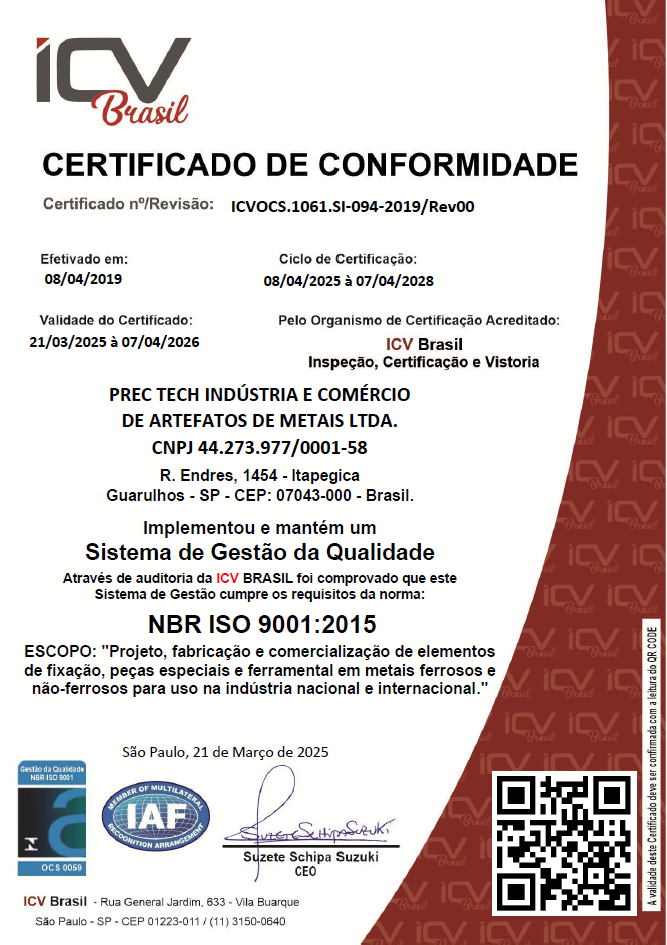 ICV
Brasil
CERTIFICADO DE CONFORMIDADE
Certificado nº/Revisão: ICVOCS.1061.SI-094-2019/Rev00
Efetivado em:
08/04/2019
Ciclo de Certificação:
08/04/2025 à 07/04/2028
Validade do Certificado:
21/03/2025 à 07/04/2026
Pelo Organismo de Certificação Acreditado:
ICV Brasil
Inspeção, Certificação e Vistoria
PREC TECH INDÚSTRIA E COMÉRCIO
DE ARTEFATOS DE METAIS LTDA.
CNPJ 44.273.977/0001-58
R. Endres, 1454 - Itapegica
Guarulhos - SP - CEP: 07043-000 - Brasil.
Implementou e mantém um
Sistema de Gestão da Qualidade
Através de auditoria da ICV BRASIL foi comprovado que este
Sistema de Gestão cumpre os requisitos da norma:
NBR ISO 9001:2015
ESCOPO: "Projeto, fabricação e comercialização de elementos
de fixação, peças especiais e ferramental em metais ferrosos e
não-ferrosos para uso na indústria nacional e internacional."
São Paulo, 21 de Março de 2025
Gestão da Qualidade
NBR ISO 9001
OCS 0059
MEMBER OF MULTILATERAL
IAF
RECOGNITION ARRANGEMENT
Suzete Schipa Suzuki
Suzete Schipa Suzuki
CEO
A validade deste Certificado deve ser confirmada com a leitura do QR CODE
ICV Brasil - Rua General Jardim, 633 - Vila Buarque
São Paulo - SP - CEP 01223-011 / (11) 3150-0640